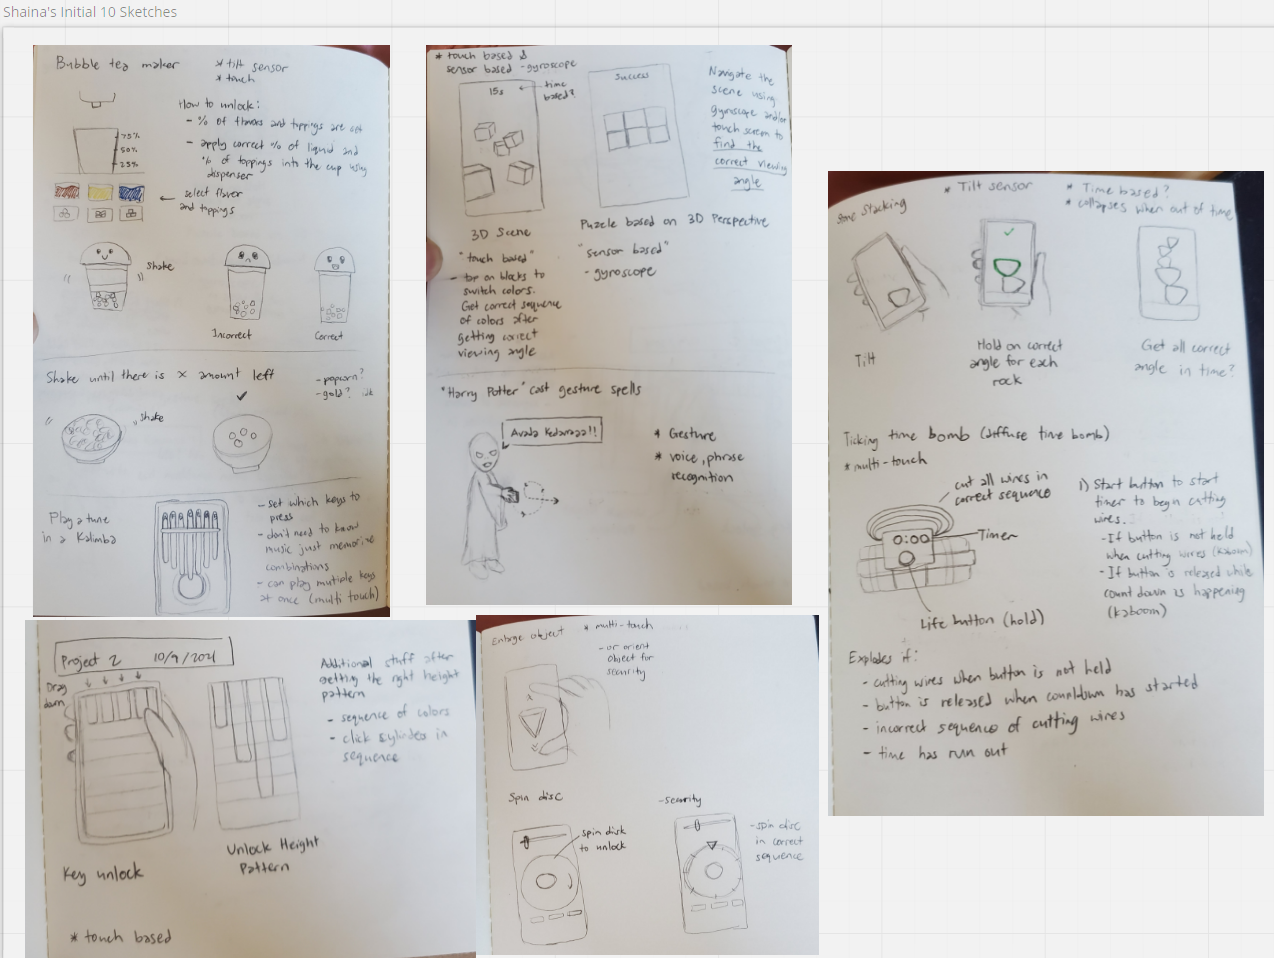 Shaina's Initial 10 Sketches
Bubble tea maker
* tilt sensor
* touch
How to unlock:
- % of flavors and toppings are set
- apply correct % of liquid and
% of toppings into the cup using
dispenser
75%
50%
25%
select flavor
and toppings
Shake
Incorrect
Correct
Shake until there is x amount left
- popcorn?
- gold? idk
Shake
Play a tune
in a Kalimba
- set which keys to
press
- don't need to know
music just memorize
combinations
- can play mutiple keys
at once (multi touch)
* touch based &
sensor based - gyroscope
15s
time
based?
Success
Navigate the
scene using
gyroscope and/or
touch screen to
find the
correct viewing
angle
3D Scene
Puzzle based on 3D Perspective
"touch based"
- tap on blocks to
switch colors.
Get correct sequence
of colors after
getting correct
viewing angle
"sensor based"
- gyroscope
"Harry Potter" cast gesture spells
Avada Kedavraaa!!
* Gesture
* voice, phrase
recognition
Stone Stacking
* Tilt sensor
* Time based?
* collapses when out of time
Tilt
Hold on correct
angle for each
rock
Get all correct
angle in time?
Ticking time bomb (diffuse time bomb)
* multi-touch
cut all wires in
correct sequence
0:00
Timer
Life button (hold)
1) Start button to start
timer to begin cutting
wires.
- If button is not held
when cutting wires (kaboom)
- If button is released while
count down is happening
(kaboom)
Explodes if:
- cutting wires when button is not held
- button is released when countdown has started
- incorrect sequence of cutting wires
- time has run out
Project 2 10/9/2021
Drag
down
Additional stuff after
getting the right height
pattern
- sequence of colors
- click cylinder in
sequence
Key unlock
Unlock Height
Pattern
* touch based
Enlarge object
* multi-touch
- or orient
object for
security
Spin disc
spin disk
to unlock
- security
- spin disc
in correct
sequence